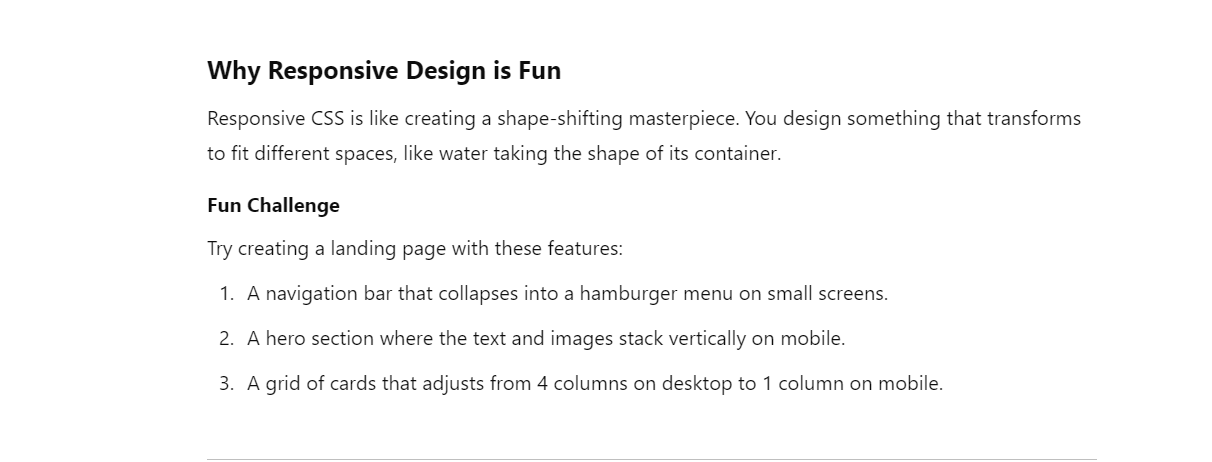 Why Responsive Design is Fun
Responsive CSS is like creating a shape-shifting masterpiece. You design something that transforms
to fit different spaces, like water taking the shape of its container.
Fun Challenge
Try creating a landing page with these features:
1. A navigation bar that collapses into a hamburger menu on small screens.
2. A hero section where the text and images stack vertically on mobile.
3. A grid of cards that adjusts from 4 columns on desktop to 1 column on mobile.